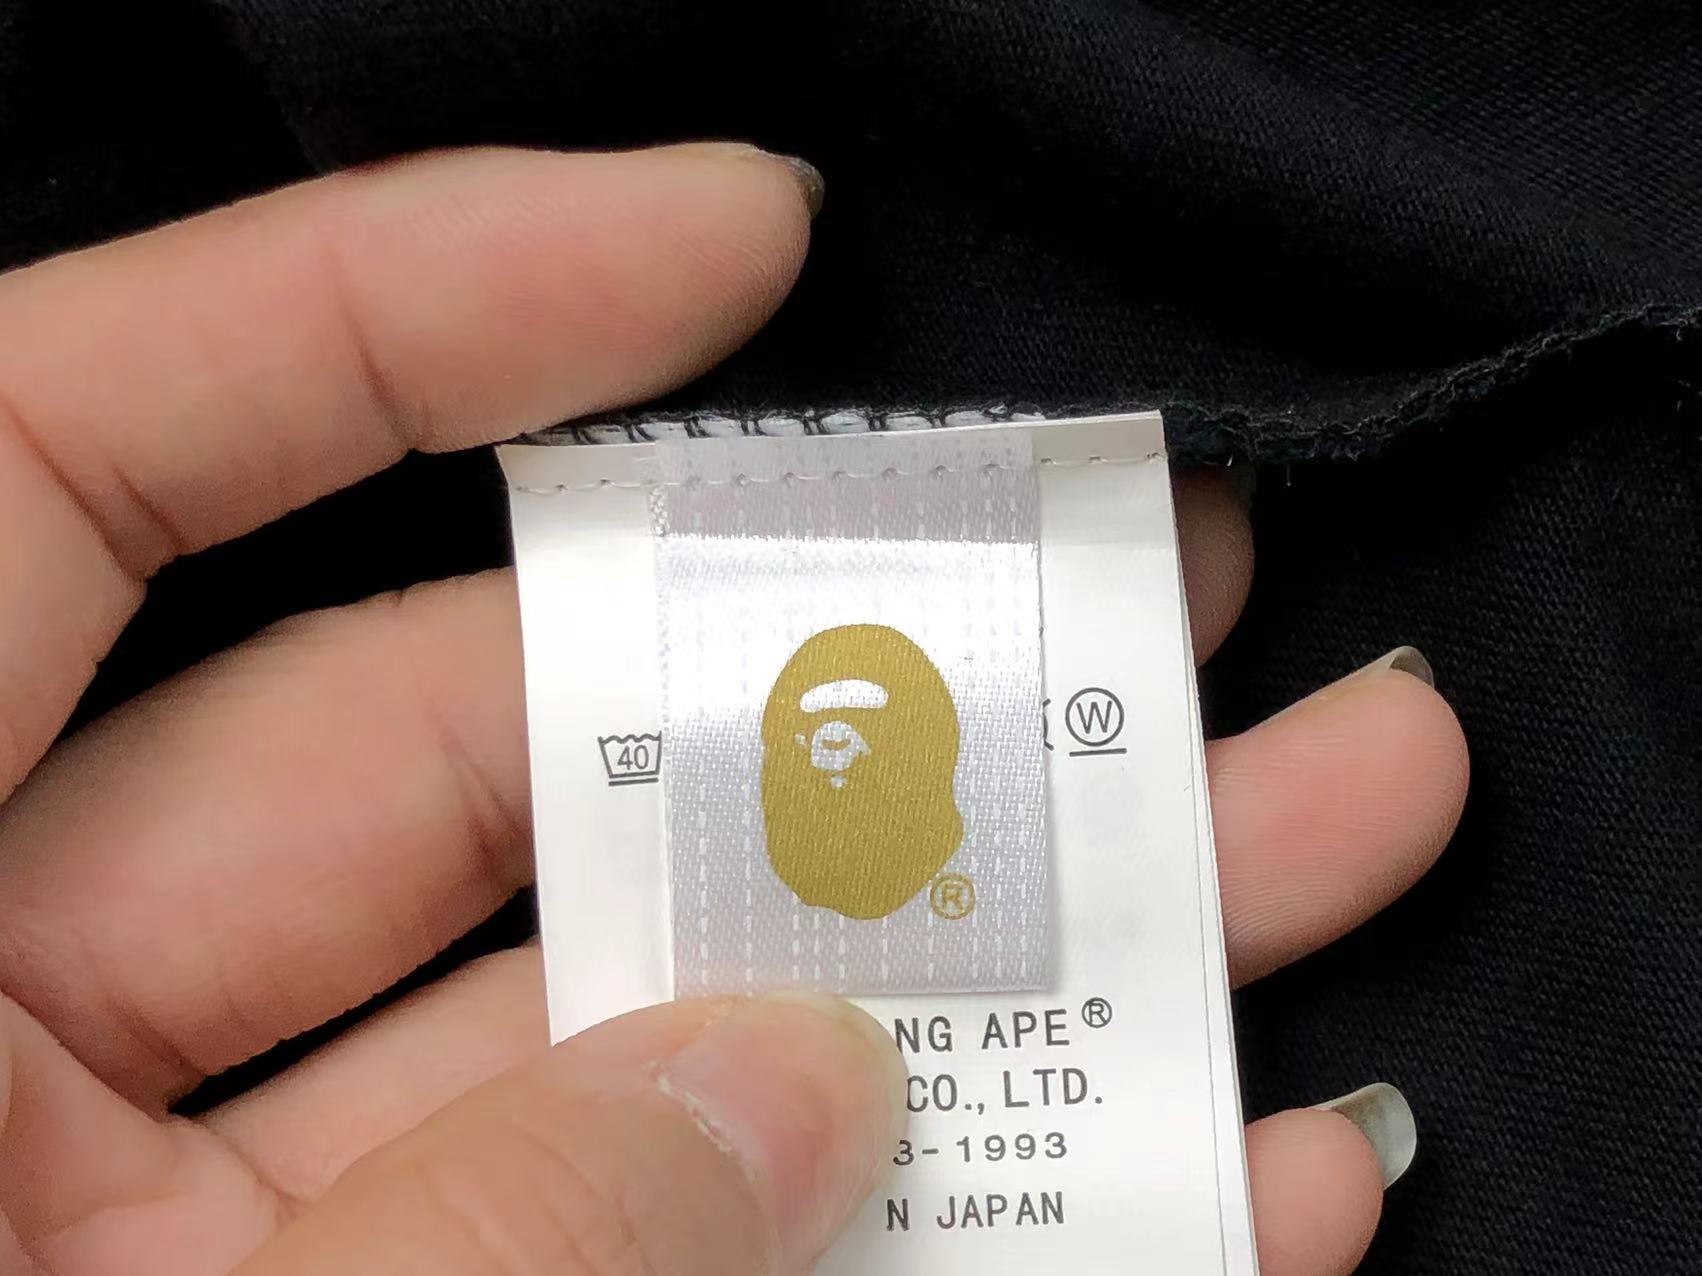 40
W
®
NG APE®
CO., LTD.
3-1993
N JAPAN